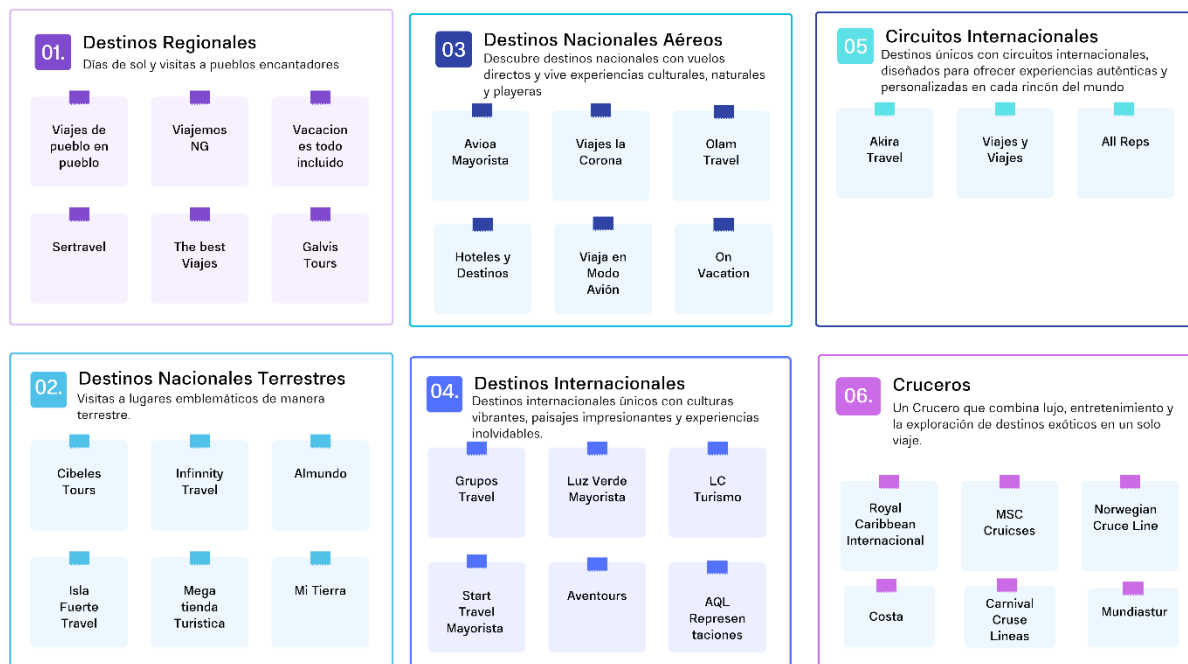 01.
Destinos Regionales
Días de sol y visitas a pueblos encantadores
Viajes de
pueblo en
pueblo
Viajemos
NG
Vacacion
es todo
incluido
Sertravel
The best
Viajes
Galvis
Tours
03
Destinos Nacionales Aéreos
Descubre destinos nacionales con vuelos
directos y vive experiencias culturales, naturales
y playeras
Avioa
Mayorista
Viajes la
Corona
Olam
Travel
Hoteles y
Destinos
Viaja en
Modo
Avión
On
Vacation
05
Circuitos Internacionales
Destinos únicos con circuitos internacionales,
diseñados para ofrecer experiencias auténticas y
personalizadas en cada rincón del mundo
Akira
Travel
Viajes y
Viajes
All Reps
02.
Destinos Nacionales Terrestres
Visitas a lugares emblemáticos de manera
terrestre.
Cibeles
Tours
Infinnity
Travel
Almundo
Isla
Fuerte
Travel
Mega
tienda
Turistica
Mi Tierra
04.
Destinos Internacionales
Destinos internacionales únicos con culturas
vibrantes, paisajes impresionantes y experiencias
inolvidables.
Grupos
Travel
Luz Verde
Mayorista
LC
Turismo
Start
Travel
Mayorista
Aventours
AQL
Represen
taciones
06.
Cruceros
Un Crucero que combina lujo, entretenimiento y
la exploración de destinos exóticos en un solo
viaje.
Royal
Caribbean
Internacional
MSC
Cruicses
Norwegian
Cruce Line
Costa
Carnival
Cruse
Lineas
Mundiastur